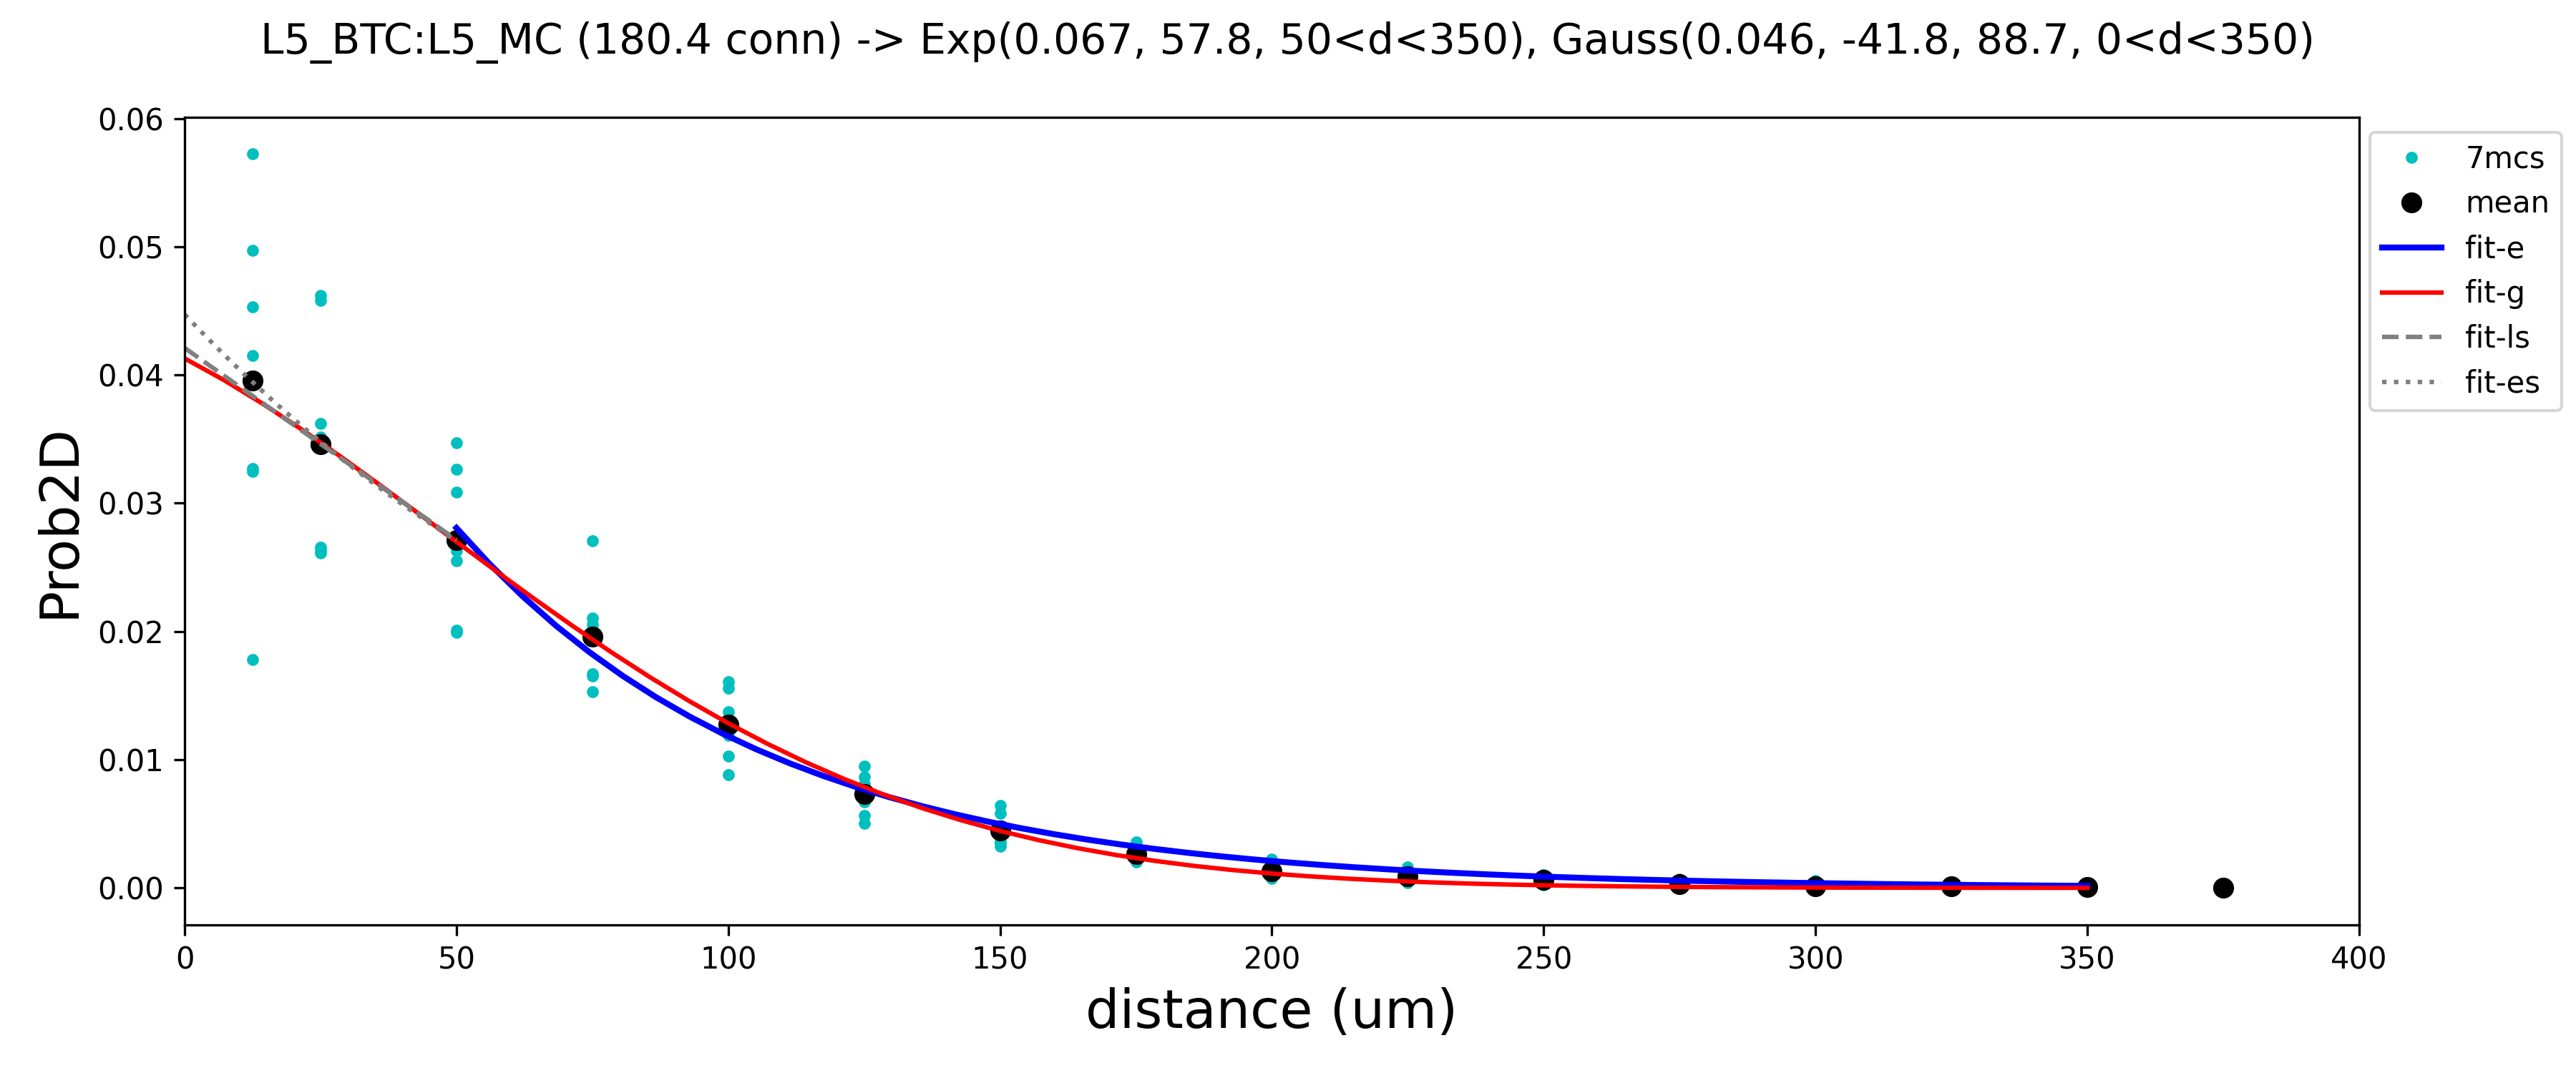 L5_BTC:L5_MC (180.4 conn) -> Exp(0.067, 57.8, 50<d<350), Gauss(0.046, -41.8, 88.7, 0<d<350)
0.06
0.05
0.04
0.03
0.02
0.01
0.00
Prob2D
0 50 100 150 200 250 300 350 400
distance (um)
7mcs
mean
fit-e
fit-g
fit-ls
fit-es